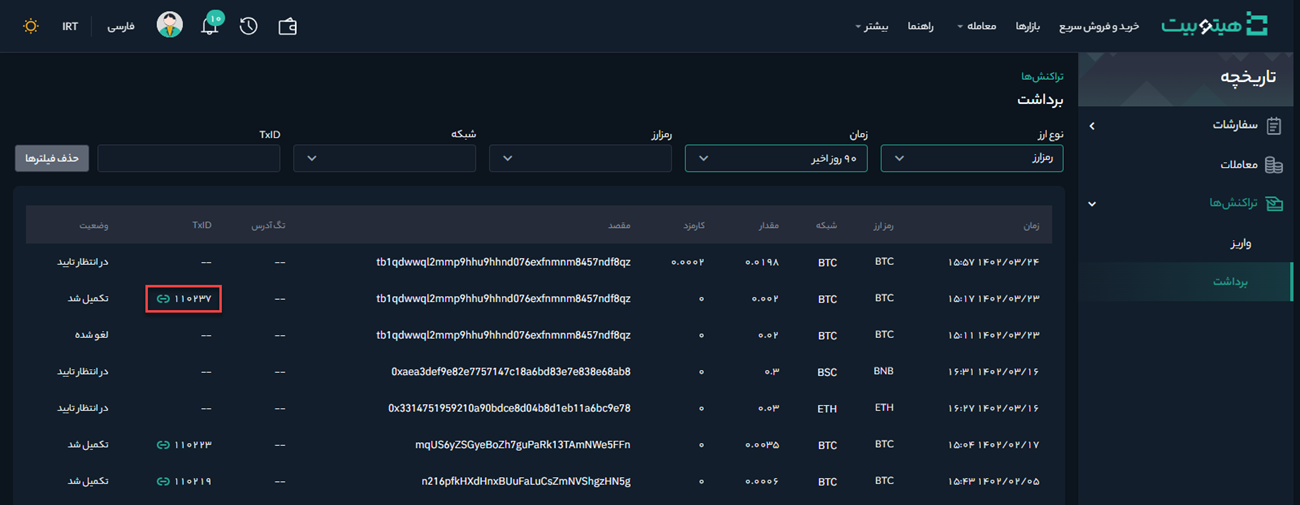 هیتوبیت خرید و فروش سریع بازارها معامله راهنما بیشتر ۱۰ فارسی IRT
تاریخچه
سفارشات
معاملات
تراکنش‌ها
واریز
برداشت
تراکنش‌ها
برداشت
نوع ارز زمان رمزارز شبکه TxID
رمزارز ۹۰ روز اخیر حذف فیلترها
زمان رمز ارز شبکه مقدار کارمزد مقصد تگ آدرس TxID وضعیت
۱۴۰۲/۰۳/۲۴ ۱۵:۵۷ BTC BTC ۰.۰۱۹۸ ۰.۰۰۰۲ tb1qdwwql2mmp9hhu9hhnd076exfnmnm8457ndf8qz -- -- در انتظار تایید
۱۴۰۲/۰۳/۲۳ ۱۵:۱۷ BTC BTC ۰.۰۰۲ ۰ tb1qdwwql2mmp9hhu9hhnd076exfnmnm8457ndf8qz -- ۱۱۰۲۳۷ تکمیل شد
۱۴۰۲/۰۳/۲۳ ۱۵:۱۱ BTC BTC ۰.۰۲ ۰ tb1qdwwql2mmp9hhu9hhnd076exfnmnm8457ndf8qz -- -- لغو شده
۱۴۰۲/۰۳/۱۶ ۱۶:۳۱ BNB BSC ۰.۳ ۰ 0xaea3def9e82e7757147c18a6bd83e7e838e68ab8 -- -- در انتظار تایید
۱۴۰۲/۰۳/۱۶ ۱۶:۲۷ ETH ETH ۰.۰۳ ۰ 0x3314751959210a90bdce8d04b8d1eb11a6bc9e78 -- -- در انتظار تایید
۱۴۰۲/۰۲/۱۷ ۱۵:۰۴ BTC BTC ۰.۰۰۳۵ ۰ mqUS6yZSGyeBoZh7guPaRk13TAmNWe5FFn -- ۱۱۰۲۲۳ تکمیل شد
۱۴۰۲/۰۲/۰۵ ۱۵:۴۳ BTC BTC ۰.۰۰۰۶ ۰ n216pfkHXdHnxBUuFaLuCsZmNVShgzHN5g -- ۱۱۰۲۱۹ تکمیل شد